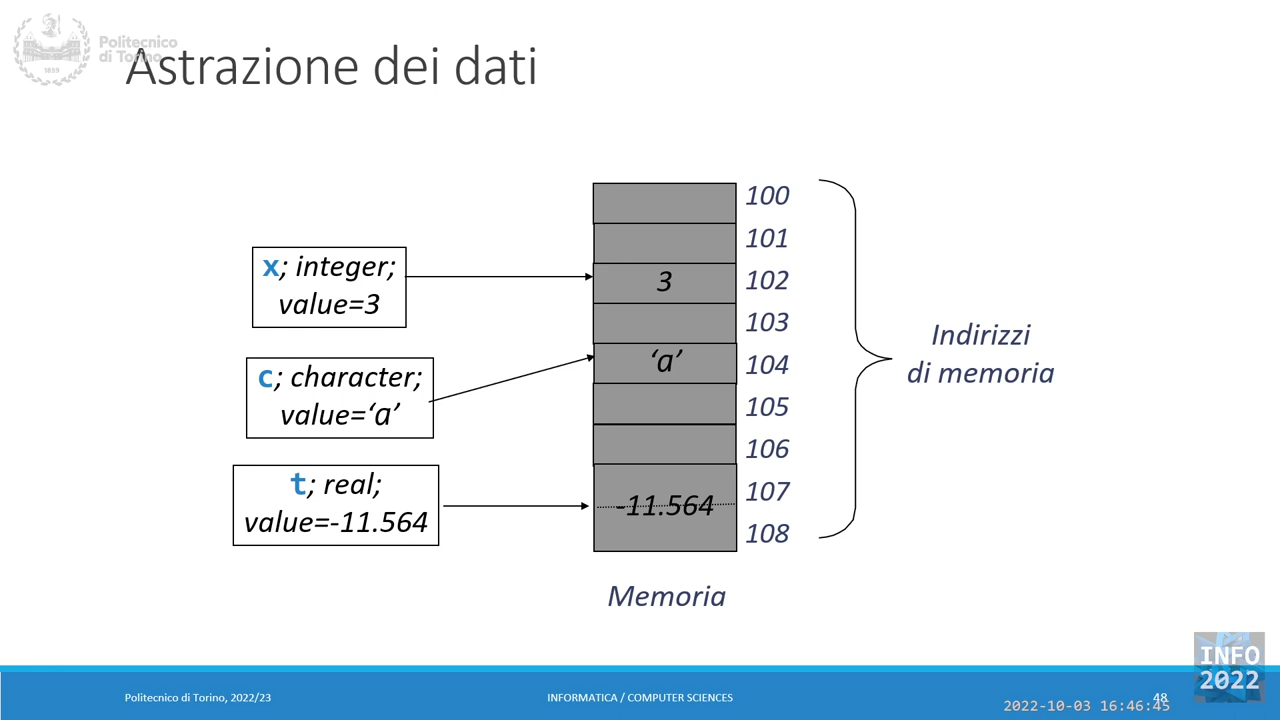 Politecnico
di Torino
1859
Astrazione dei dati
100
101
x; integer;
value=3
3
102
103
c; character;
value=‘a’
‘a’
104
105
106
t; real;
value=-11.564
-11.564
107
108
Indirizzi
di memoria
Memoria
INFO
2022
Politecnico di Torino, 2022/23
INFORMATICA / COMPUTER SCIENCES
48
2022-10-03 16:46:45